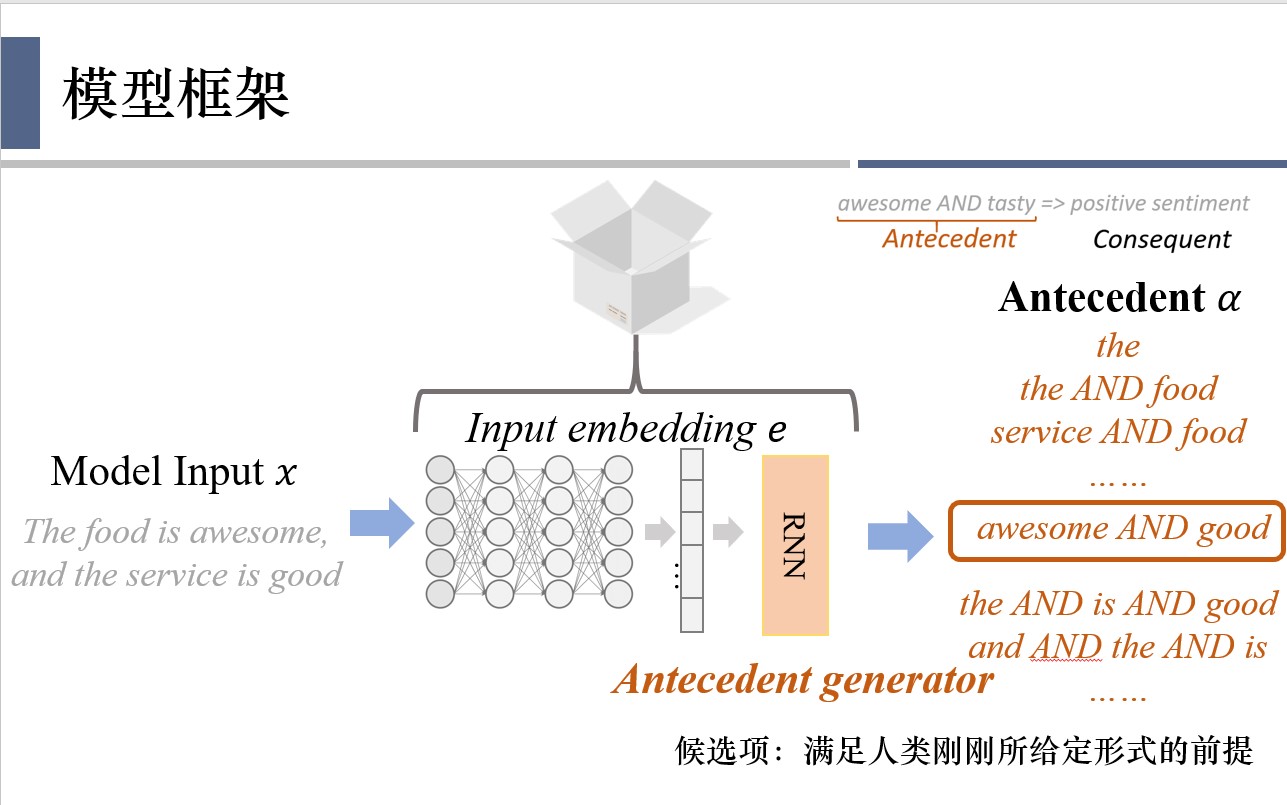 模型框架
awesome AND tasty => positive sentiment
Antecedent Consequent
Antecedent α
the
the AND food
service AND food
……
awesome AND good
the AND is AND good
and AND the AND is
……
Input embedding e
Model Input x
The food is awesome,
and the service is good
RNN
Antecedent generator
候选项：满足人类刚刚所给定形式的前提